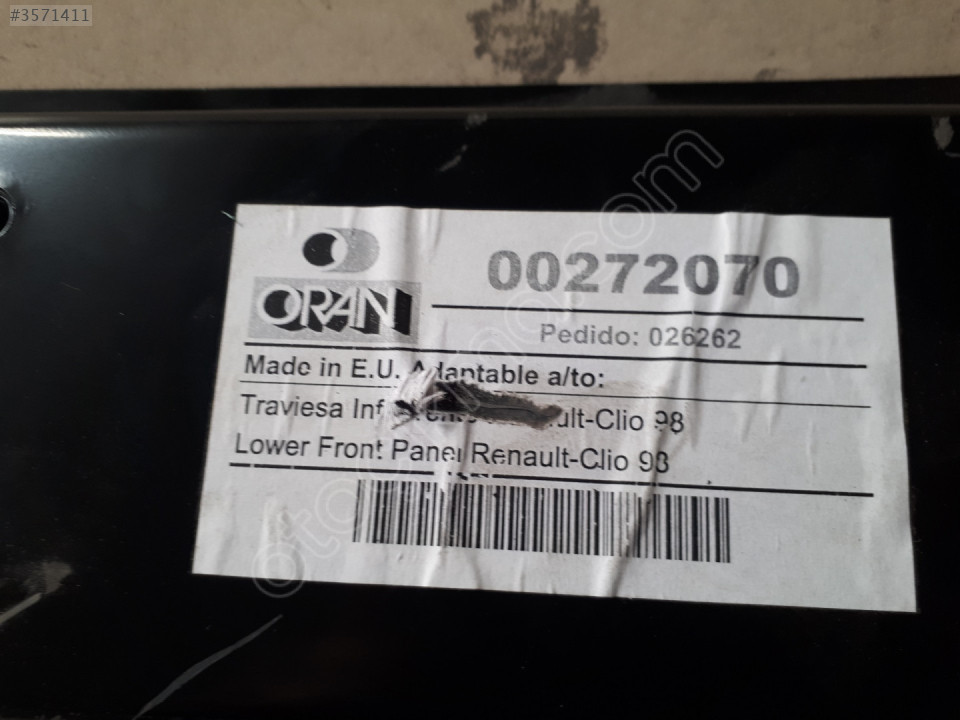 #3571411
ORAN
00272070
Pedido: 026262
Made in E.U. Adaptable a/to:
Traviesa Inf ult-Clio 98
Lower Front Panel Renault-Clio 98